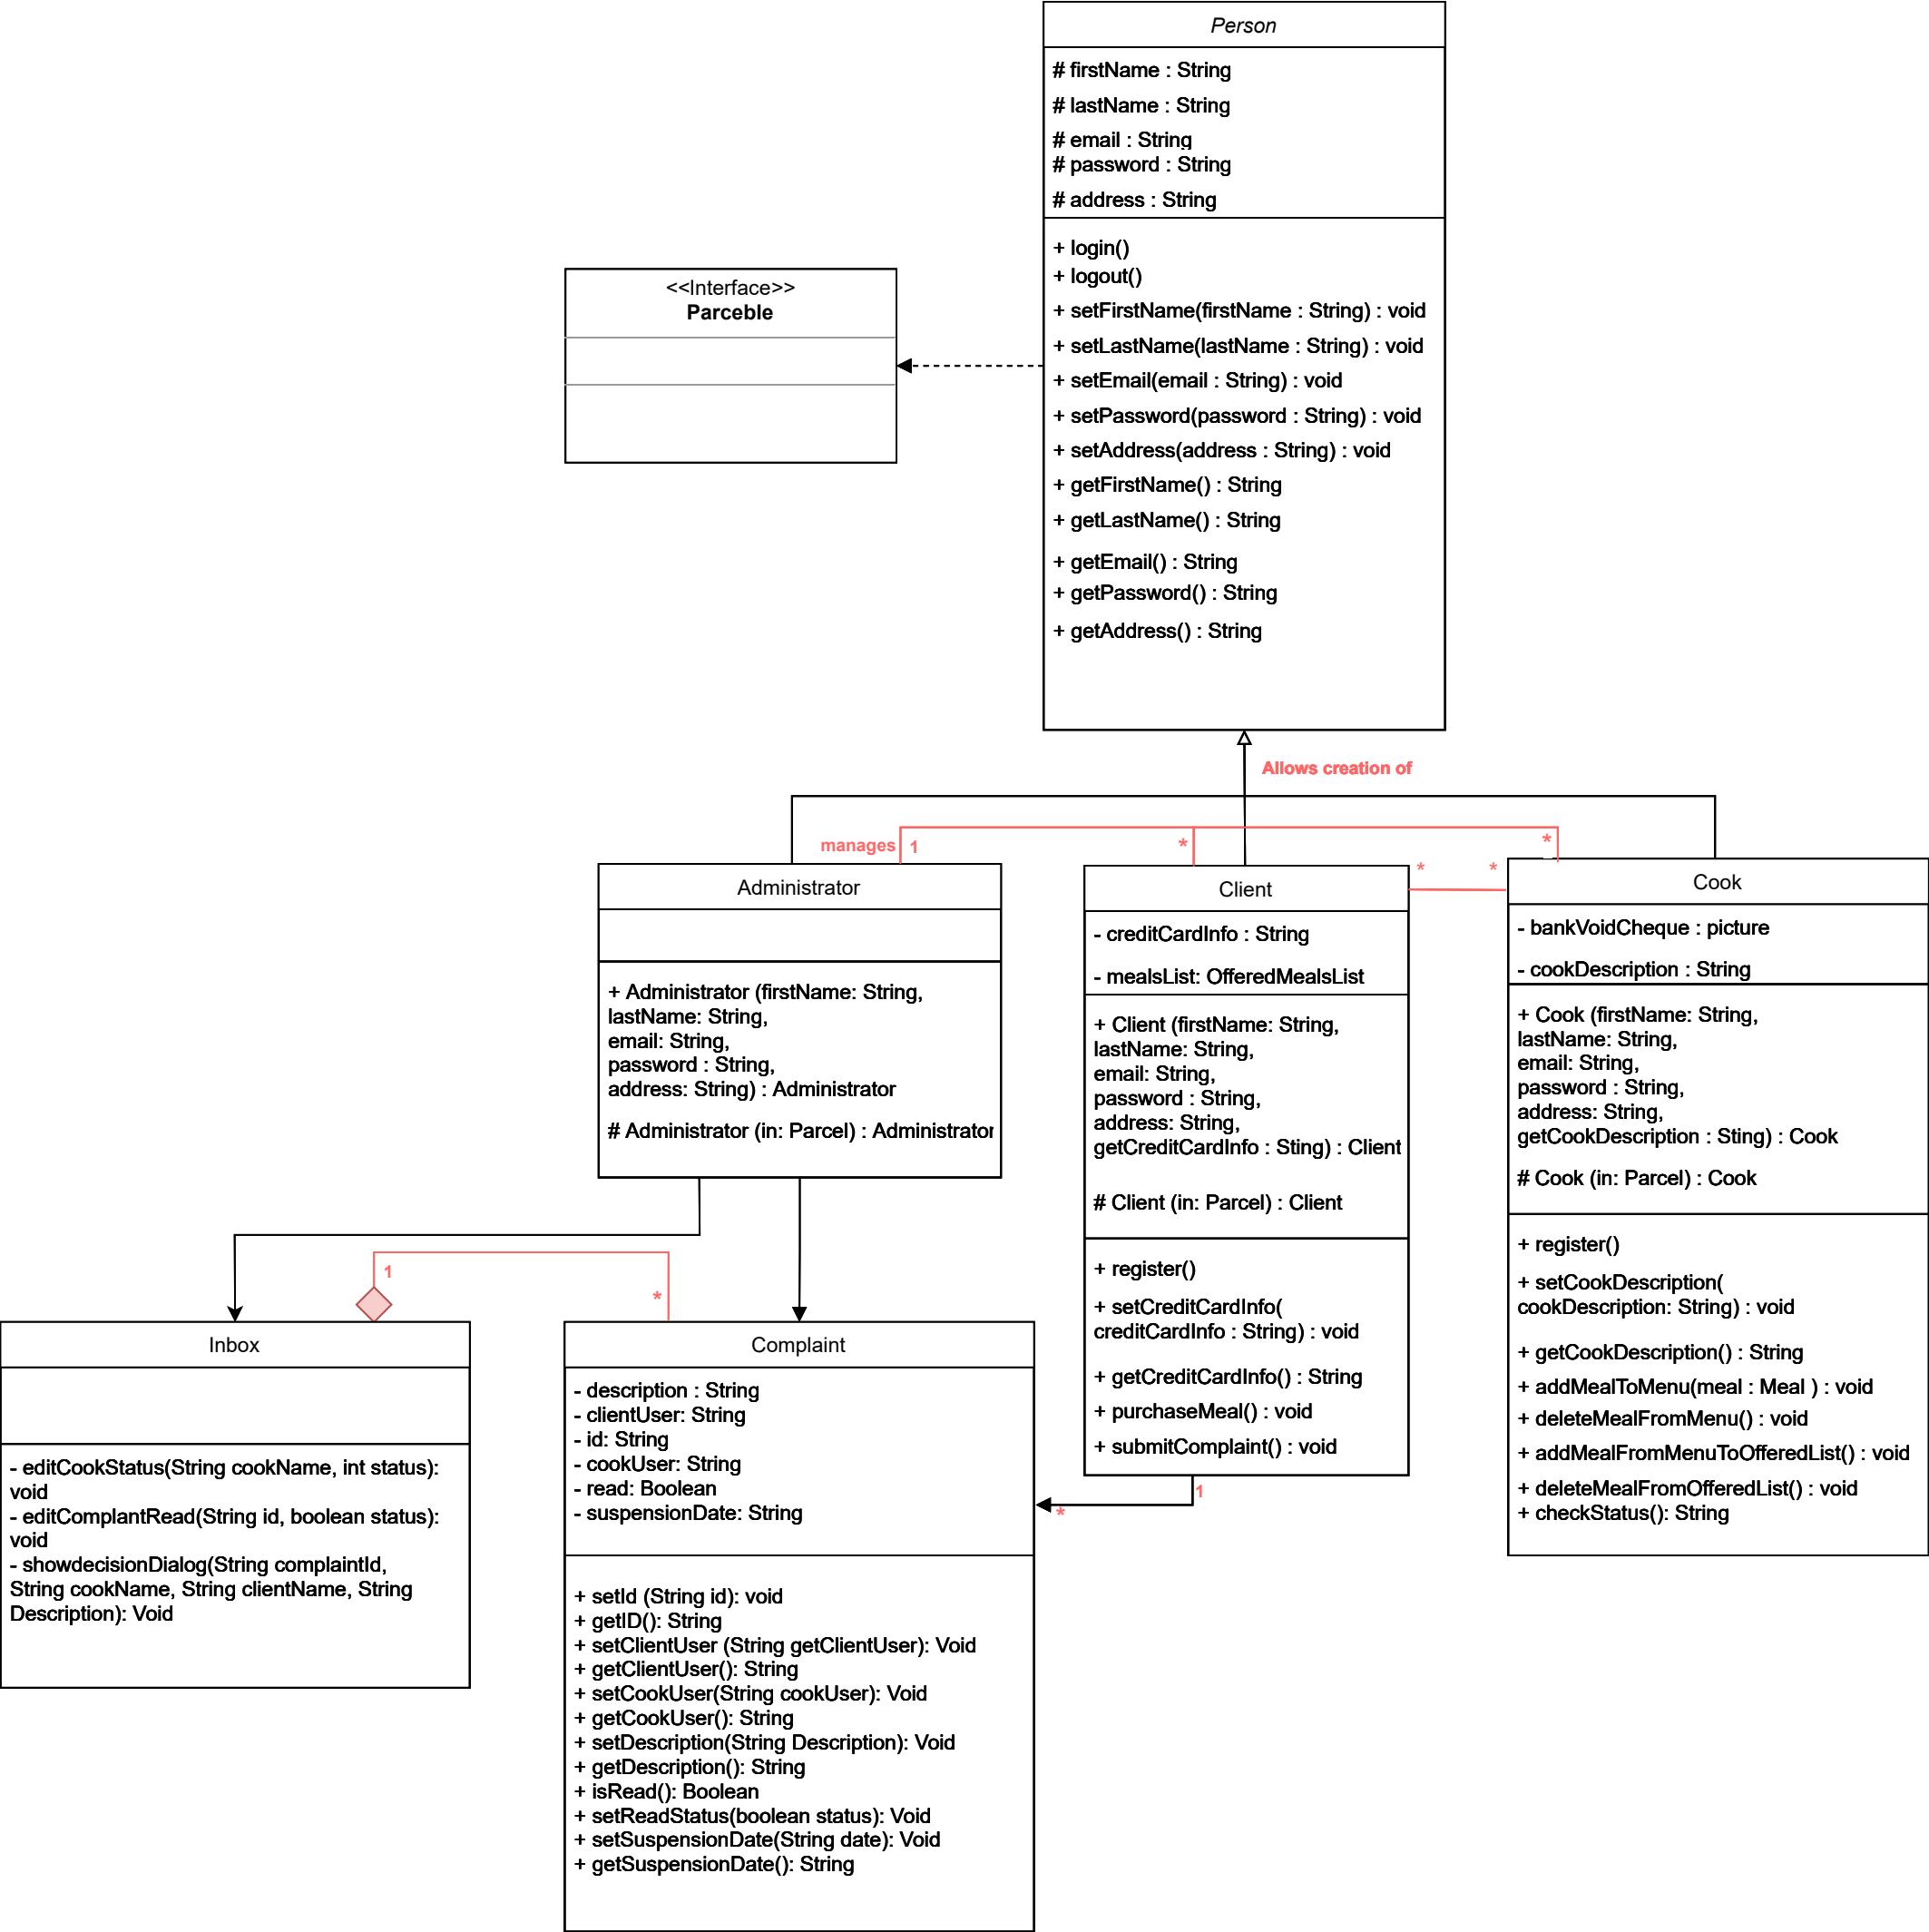 Person
# firstName : String
# lastName : String
# email : String
# password : String
# address : String
+ login()
+ logout()
+ setFirstName(firstName : String) : void
+ setLastName(lastName : String) : void
+ setEmail(email : String) : void
+ setPassword(password : String) : void
+ setAddress(address : String) : void
+ getFirstName() : String
+ getLastName() : String
+ getEmail() : String
+ getPassword() : String
+ getAddress() : String
<<Interface>>
Parceble
Allows creation of
manages
1
*
*
*
*
Administrator
+ Administrator (firstName: String,
lastName: String,
email: String,
password : String,
address: String) : Administrator
# Administrator (in: Parcel) : Administrator
Client
- creditCardInfo : String
- mealsList: OfferedMealsList
+ Client (firstName: String,
lastName: String,
email: String,
password : String,
address: String,
getCreditCardInfo : Sting) : Client
# Client (in: Parcel) : Client
+ register()
+ setCreditCardInfo(
creditCardInfo : String) : void
+ getCreditCardInfo() : String
+ purchaseMeal() : void
+ submitComplaint() : void
1
*
Cook
- bankVoidCheque : picture
- cookDescription : String
+ Cook (firstName: String,
lastName: String,
email: String,
password : String,
address: String,
getCookDescription : Sting) : Cook
# Cook (in: Parcel) : Cook
+ register()
+ setCookDescription(
cookDescription: String) : void
+ getCookDescription() : String
+ addMealToMenu(meal : Meal ) : void
+ deleteMealFromMenu() : void
+ addMealFromMenuToOfferedList() : void
+ deleteMealFromOfferedList() : void
+ checkStatus(): String
1
*
Inbox
- editCookStatus(String cookName, int status):
void
- editComplantRead(String id, boolean status):
void
- showdecisionDialog(String complaintId,
String cookName, String clientName, String
Description): Void
Complaint
- description : String
- clientUser: String
- id: String
- cookUser: String
- read: Boolean
- suspensionDate: String
+ setId (String id): void
+ getID(): String
+ setClientUser (String getClientUser): Void
+ getClientUser(): String
+ setCookUser(String cookUser): Void
+ getCookUser(): String
+ setDescription(String Description): Void
+ getDescription(): String
+ isRead(): Boolean
+ setReadStatus(boolean status): Void
+ setSuspensionDate(String date): Void
+ getSuspensionDate(): String